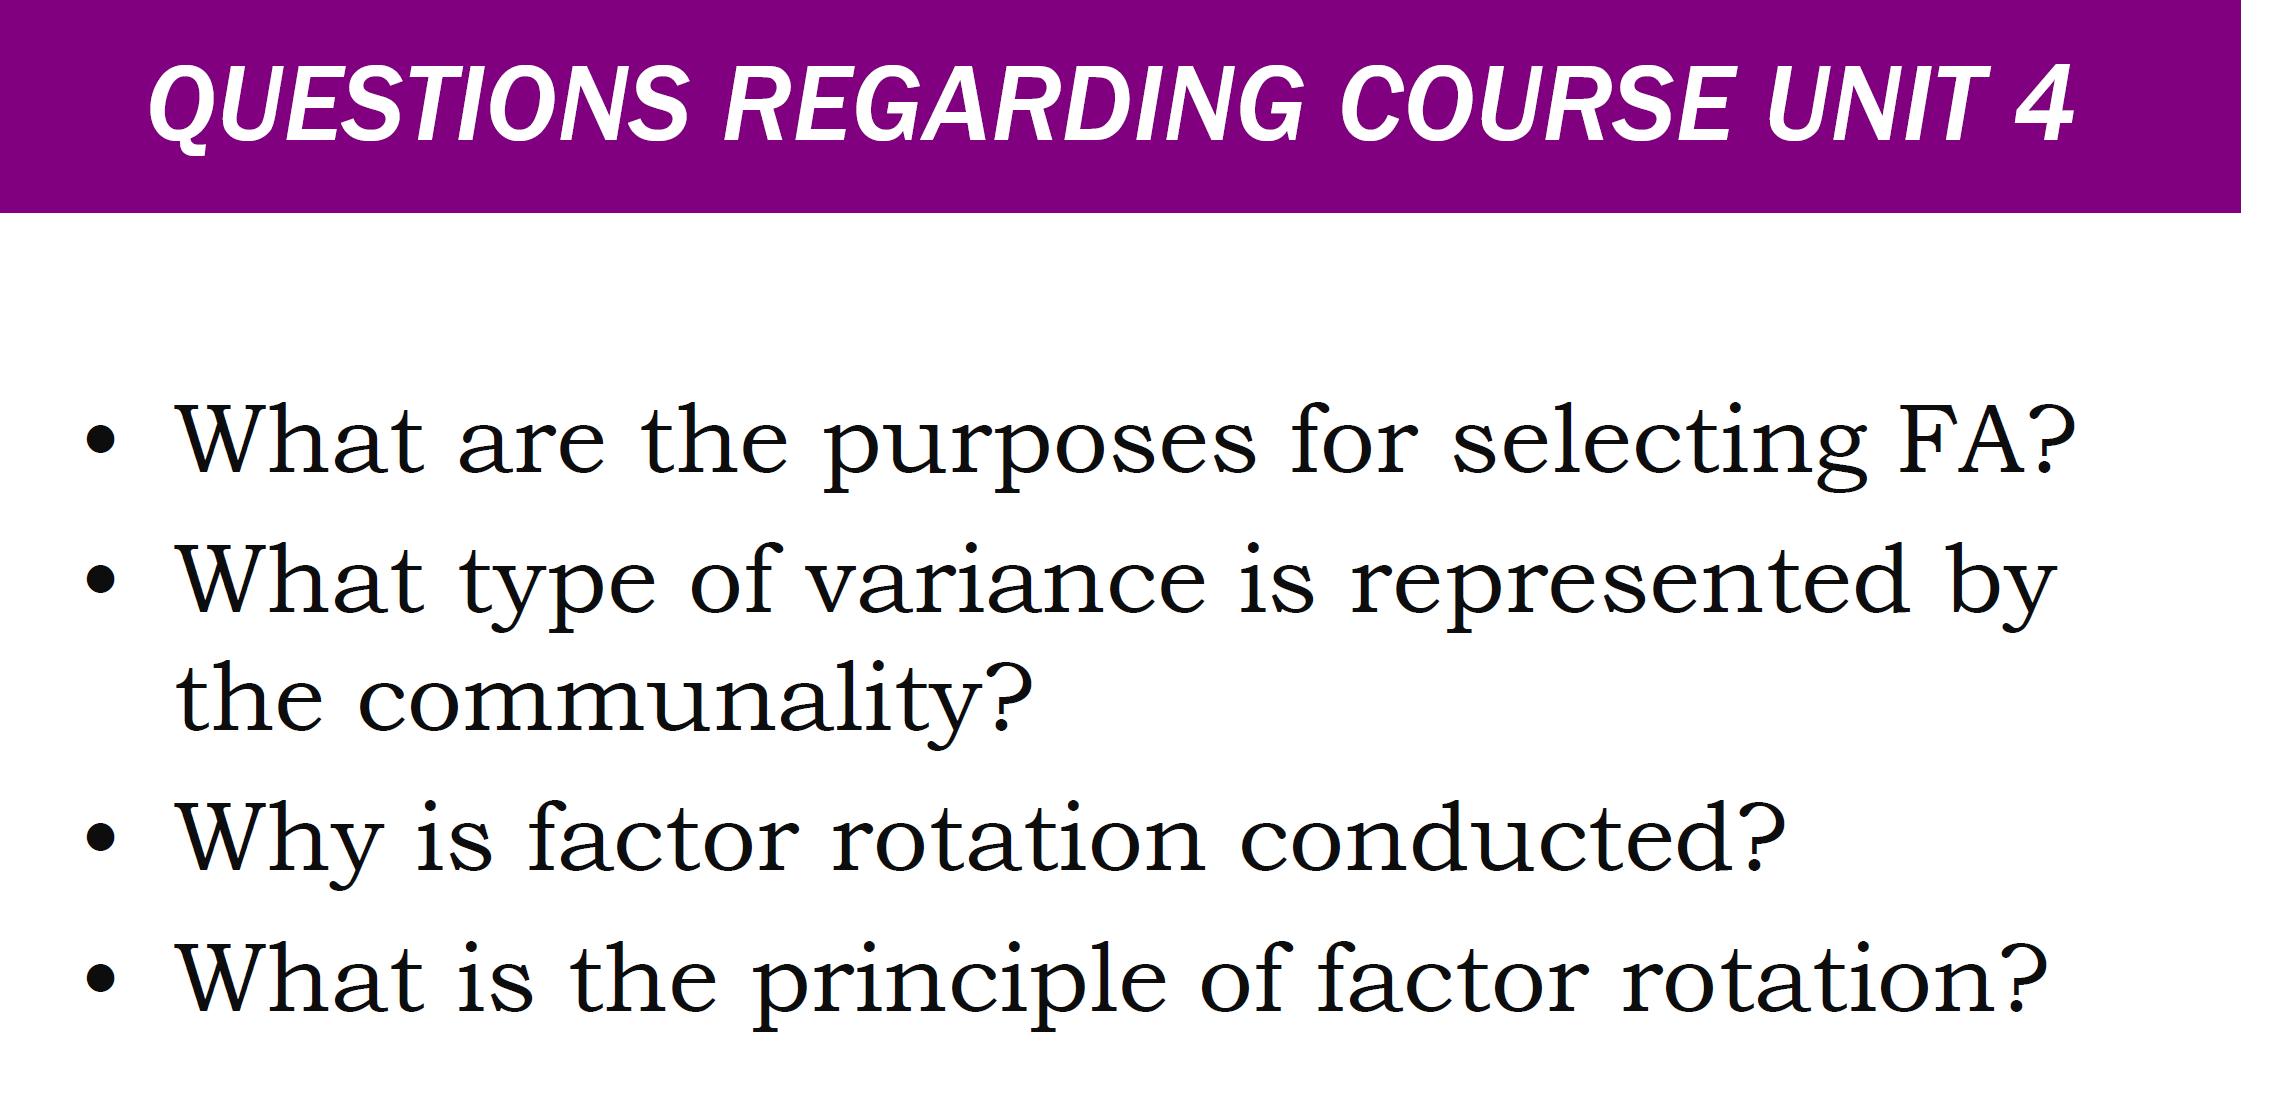 QUESTIONS REGARDING COURSE UNIT 4
• What are the purposes for selecting FA?
• What type of variance is represented by
the communality?
• Why is factor rotation conducted?
• What is the principle of factor rotation?